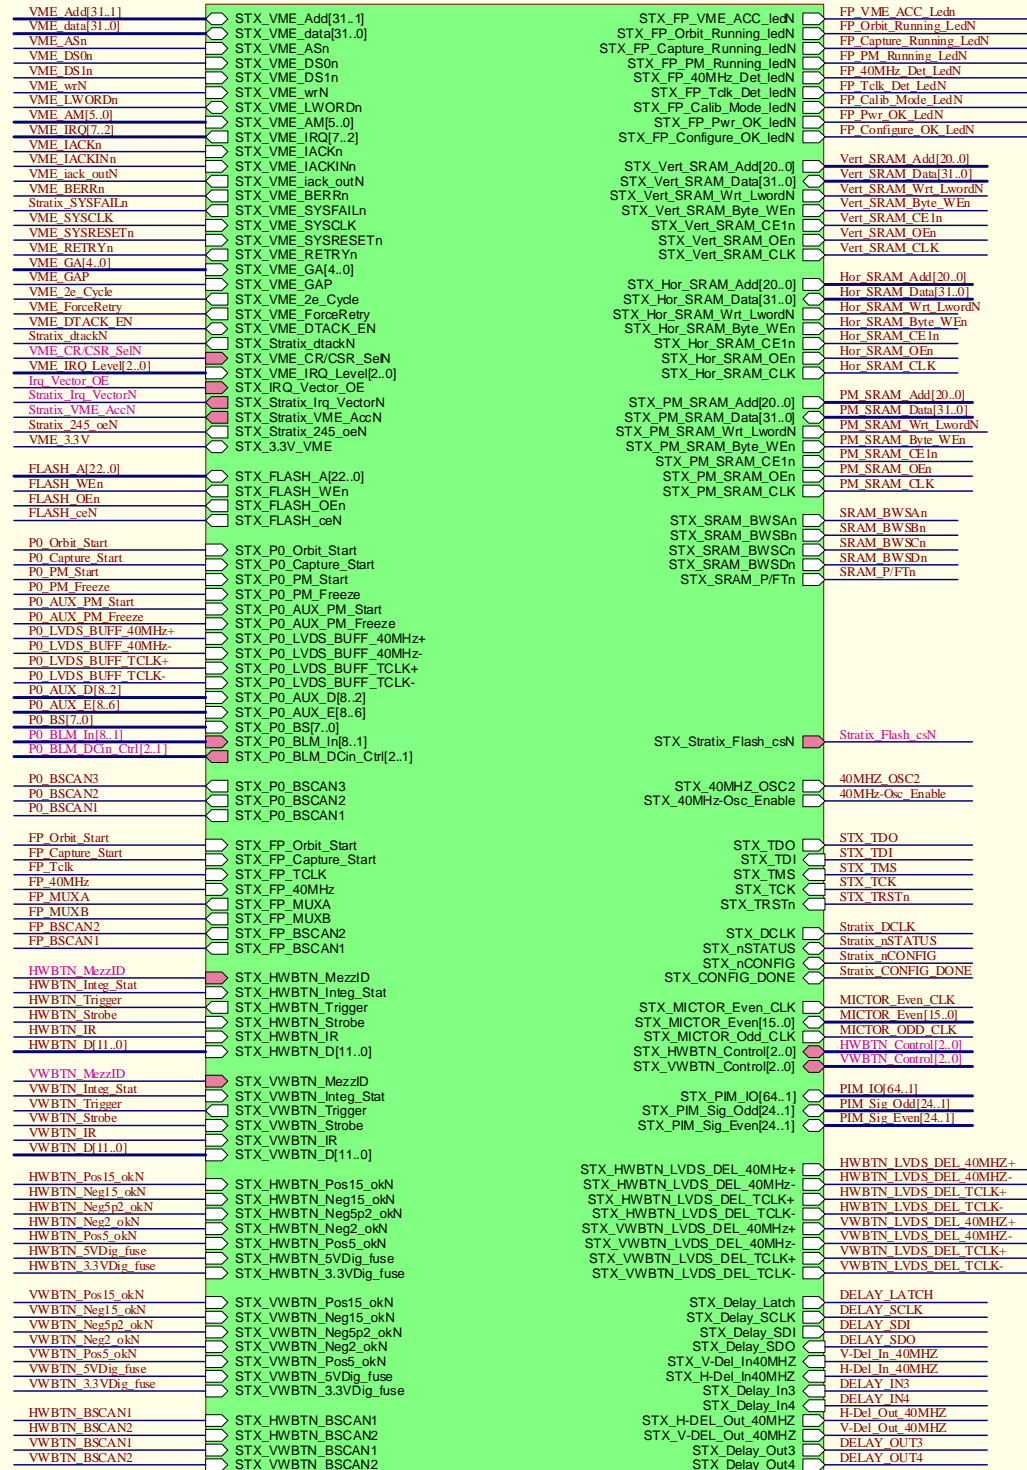 VME_Add[31..1]
VME_data[31..0]
VME_ASn
VME_DS0n
VME_DS1n
VME_wrN
VME_LWORDn
VME_AM[5..0]
VME_IRQ[7..2]
VME_IACKn
VME_IACKINn
VME_iack_outN
VME_BERRn
Stratix_SYSFAILn
VME_SYSCLK
VME_SYSRESETn
VME_RETRYn
VME_GA[4..0]
VME_GAP
VME_2e_Cycle
VME_ForceRetry
VME_DTACK_EN
Stratix_dtackN
VME_CR/CSR_SelN
VME_IRQ_Level[2..0]
Irq_Vector_OE
Stratix_Irq_VectorN
Stratix_VME_AccN
Stratix_245_oeN
VME_3.3V
FLASH_A[22..0]
FLASH_WEn
FLASH_OEn
FLASH_ceN
P0_Orbit_Start
P0_Capture_Start
P0_PM_Start
P0_PM_Freeze
P0_AUX_PM_Start
P0_AUX_PM_Freeze
P0_LVDS_BUFF_40MHz+
P0_LVDS_BUFF_40MHz-
P0_LVDS_BUFF_TCLK+
P0_LVDS_BUFF_TCLK-
P0_AUX_D[8..2]
P0_AUX_E[8..6]
P0_BS[7..0]
P0_BLM_In[8..1]
P0_BLM_DCin_Ctrl[2..1]
P0_BSCAN3
P0_BSCAN2
P0_BSCAN1
FP_Orbit_Start
FP_Capture_Start
FP_Tclk
FP_40MHz
FP_MUXA
FP_MUXB
FP_BSCAN2
FP_BSCAN1
HWBTN_MezzID
HWBTN_Integ_Stat
HWBTN_Trigger
HWBTN_Strobe
HWBTN_IR
HWBTN_D[11..0]
VWBTN_MezzID
VWBTN_Integ_Stat
VWBTN_Trigger
VWBTN_Strobe
VWBTN_IR
VWBTN_D[11..0]
HWBTN_Pos15_okN
HWBTN_Neg15_okN
HWBTN_Neg5p2_okN
HWBTN_Neg2_okN
HWBTN_Pos5_okN
HWBTN_5VDig_fuse
HWBTN_3.3VDig_fuse
VWBTN_Pos15_okN
VWBTN_Neg15_okN
VWBTN_Neg5p2_okN
VWBTN_Neg2_okN
VWBTN_Pos5_okN
VWBTN_5VDig_fuse
VWBTN_3.3VDig_fuse
HWBTN_BSCAN1
HWBTN_BSCAN2
VWBTN_BSCAN1
VWBTN_BSCAN2
STX_VME_Add[31..1]
STX_VME_data[31..0]
STX_VME_ASn
STX_VME_DS0n
STX_VME_DS1n
STX_VME_wrN
STX_VME_LWORDn
STX_VME_AM[5..0]
STX_VME_IRQ[7..2]
STX_VME_IACKn
STX_VME_IACKINn
STX_VME_iack_outN
STX_VME_BERRn
STX_VME_SYSFAILn
STX_VME_SYSCLK
STX_VME_SYSRESETn
STX_VME_RETRYn
STX_VME_GA[4..0]
STX_VME_GAP
STX_VME_2e_Cycle
STX_VME_ForceRetry
STX_VME_DTACK_EN
STX_Stratix_dtackN
STX_VME_CR/CSR_SelN
STX_VME_IRQ_Level[2..0]
STX_IRQ_Vector_OE
STX_Stratix_Irq_VectorN
STX_Stratix_VME_AccN
STX_Stratix_245_oeN
STX_3.3V_VME
STX_FLASH_A[22..0]
STX_FLASH_WEn
STX_FLASH_OEn
STX_FLASH_ceN
STX_P0_Orbit_Start
STX_P0_Capture_Start
STX_P0_PM_Start
STX_P0_PM_Freeze
STX_P0_AUX_PM_Start
STX_P0_AUX_PM_Freeze
STX_P0_LVDS_BUFF_40MHz+
STX_P0_LVDS_BUFF_40MHz-
STX_P0_LVDS_BUFF_TCLK+
STX_P0_LVDS_BUFF_TCLK-
STX_P0_AUX_D[8..2]
STX_P0_AUX_E[8..6]
STX_P0_BS[7..0]
STX_P0_BLM_In[8..1]
STX_P0_BLM_DCin_Ctrl[2..1]
STX_P0_BSCAN3
STX_P0_BSCAN2
STX_P0_BSCAN1
STX_FP_Orbit_Start
STX_FP_Capture_Start
STX_FP_TCLK
STX_FP_40MHz
STX_FP_MUXA
STX_FP_MUXB
STX_FP_BSCAN2
STX_FP_BSCAN1
STX_HWBTN_MezzID
STX_HWBTN_Integ_Stat
STX_HWBTN_Trigger
STX_HWBTN_Strobe
STX_HWBTN_IR
STX_HWBTN_D[11..0]
STX_VWBTN_MezzID
STX_VWBTN_Integ_Stat
STX_VWBTN_Trigger
STX_VWBTN_Strobe
STX_VWBTN_IR
STX_VWBTN_D[11..0]
STX_HWBTN_Pos15_okN
STX_HWBTN_Neg15_okN
STX_HWBTN_Neg5p2_okN
STX_HWBTN_Neg2_okN
STX_HWBTN_Pos5_okN
STX_HWBTN_5VDig_fuse
STX_HWBTN_3.3VDig_fuse
STX_VWBTN_Pos15_okN
STX_VWBTN_Neg15_okN
STX_VWBTN_Neg5p2_okN
STX_VWBTN_Neg2_okN
STX_VWBTN_Pos5_okN
STX_VWBTN_5VDig_fuse
STX_VWBTN_3.3VDig_fuse
STX_HWBTN_BSCAN1
STX_HWBTN_BSCAN2
STX_VWBTN_BSCAN1
STX_VWBTN_BSCAN2
STX_FP_VME_ACC_ledN
STX_FP_Orbit_Running_ledN
STX_FP_Capture_Running_ledN
STX_FP_PM_Running_ledN
STX_FP_40MHz_Det_ledN
STX_FP_Tclk_Det_ledN
STX_FP_Calib_Mode_ledN
STX_FP_Pwr_OK_ledN
STX_FP_Configure_OK_ledN
STX_Vert_SRAM_Add[20..0]
STX_Vert_SRAM_Data[31..0]
STX_Vert_SRAM_Wrt_LwordN
STX_Vert_SRAM_Byte_WEn
STX_Vert_SRAM_CE1n
STX_Vert_SRAM_OEn
STX_Vert_SRAM_CLK
STX_Hor_SRAM_Add[20..0]
STX_Hor_SRAM_Data[31..0]
STX_Hor_SRAM_Wrt_LwordN
STX_Hor_SRAM_Byte_WEn
STX_Hor_SRAM_CE1n
STX_Hor_SRAM_OEn
STX_Hor_SRAM_CLK
STX_PM_SRAM_Add[20..0]
STX_PM_SRAM_Data[31..0]
STX_PM_SRAM_Wrt_LwordN
STX_PM_SRAM_Byte_WEn
STX_PM_SRAM_CE1n
STX_PM_SRAM_OEn
STX_PM_SRAM_CLK
STX_SRAM_BWSAn
STX_SRAM_BWSBn
STX_SRAM_BWSCn
STX_SRAM_BWSDn
STX_SRAM_P/FTn
STX_Stratix_Flash_csN
STX_40MHZ_OSC2
STX_40MHz-Osc_Enable
STX_TDO
STX_TDI
STX_TMS
STX_TCK
STX_TRSTn
STX_DCLK
STX_nSTATUS
STX_nCONFIG
STX_CONFIG_DONE
STX_MICTOR_Even_CLK
STX_MICTOR_Even[15..0]
STX_MICTOR_Odd_CLK
STX_HWBTN_Control[2..0]
STX_VWBTN_Control[2..0]
STX_PIM_IO[64..1]
STX_PIM_Sig_Odd[24..1]
STX_PIM_Sig_Even[24..1]
STX_HWBTN_LVDS_DEL_40MHz+
STX_HWBTN_LVDS_DEL_40MHz-
STX_HWBTN_LVDS_DEL_TCLK+
STX_HWBTN_LVDS_DEL_TCLK-
STX_VWBTN_LVDS_DEL_40MHz+
STX_VWBTN_LVDS_DEL_40MHz-
STX_VWBTN_LVDS_DEL_TCLK+
STX_VWBTN_LVDS_DEL_TCLK-
STX_Delay_Latch
STX_Delay_SCLK
STX_Delay_SDI
STX_Delay_SDO
STX_V-Del_In40MHZ
STX_H-Del_In40MHZ
STX_Delay_In3
STX_Delay_In4
STX_H-DEL_Out_40MHZ
STX_V-DEL_Out_40MHZ
STX_Delay_Out3
STX_Delay_Out4
FP_VME_ACC_Ledn
FP_Orbit_Running_LedN
FP_Capture_Running_LedN
FP_PM_Running_LedN
FP_40MHz_Det_LedN
FP_Tclk_Det_LedN
FP_Calib_Mode_LedN
FP_Pwr_OK_LedN
FP_Configure_OK_LedN
Vert_SRAM_Add[20..0]
Vert_SRAM_Data[31..0]
Vert_SRAM_Wrt_LwordN
Vert_SRAM_Byte_WEn
Vert_SRAM_CE1n
Vert_SRAM_OEn
Vert_SRAM_CLK
Hor_SRAM_Add[20..0]
Hor_SRAM_Data[31..0]
Hor_SRAM_Wrt_LwordN
Hor_SRAM_Byte_WEn
Hor_SRAM_CE1n
Hor_SRAM_OEn
Hor_SRAM_CLK
PM_SRAM_Add[20..0]
PM_SRAM_Data[31..0]
PM_SRAM_Wrt_LwordN
PM_SRAM_Byte_WEn
PM_SRAM_CE1n
PM_SRAM_OEn
PM_SRAM_CLK
SRAM_BWSAn
SRAM_BWSBn
SRAM_BWSCn
SRAM_BWSDn
SRAM_P/FTn
Stratix_Flash_csN
40MHZ_OSC2
40MHz-Osc_Enable
STX_TDO
STX_TDI
STX_TMS
STX_TCK
STX_TRSTn
Stratix_DCLK
Stratix_nSTATUS
Stratix_nCONFIG
Stratix_CONFIG_DONE
MICTOR_Even_CLK
MICTOR_Even[15..0]
MICTOR_ODD_CLK
HWBTN_Control[2..0]
VWBTN_Control[2..0]
PIM_IO[64..1]
PIM_Sig_Odd[24..1]
PIM_Sig_Even[24..1]
HWBTN_LVDS_DEL_40MHZ+
HWBTN_LVDS_DEL_40MHZ-
HWBTN_LVDS_DEL_TCLK+
HWBTN_LVDS_DEL_TCLK-
VWBTN_LVDS_DEL_40MHZ+
VWBTN_LVDS_DEL_40MHZ-
VWBTN_LVDS_DEL_TCLK+
VWBTN_LVDS_DEL_TCLK-
DELAY_LATCH
DELAY_SCLK
DELAY_SDI
DELAY_SDO
V-Del_In_40MHZ
H-Del_In_40MHZ
DELAY_IN3
DELAY_IN4
H-Del_Out_40MHZ
V-Del_Out_40MHZ
DELAY_OUT3
DELAY_OUT4